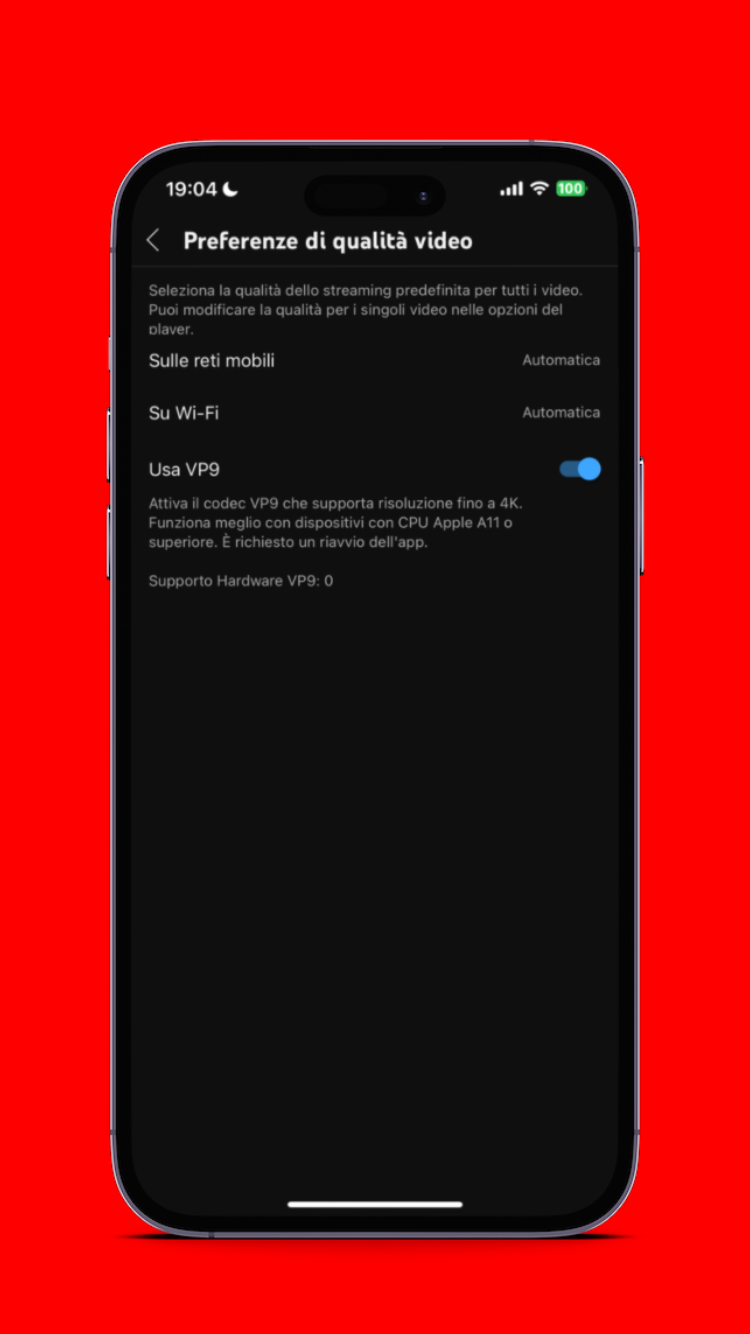 19:04
100
Preferenze di qualità video
Seleziona la qualità dello streaming predefinita per tutti i video.
Puoi modificare la qualità per i singoli video nelle opzioni del
player.
Sulle reti mobili Automatica
Su Wi-Fi Automatica
Usa VP9
Attiva il codec VP9 che supporta risoluzione fino a 4K.
Funziona meglio con dispositivi con CPU Apple A11 o
superiore. È richiesto un riavvio dell'app.
Supporto Hardware VP9: 0